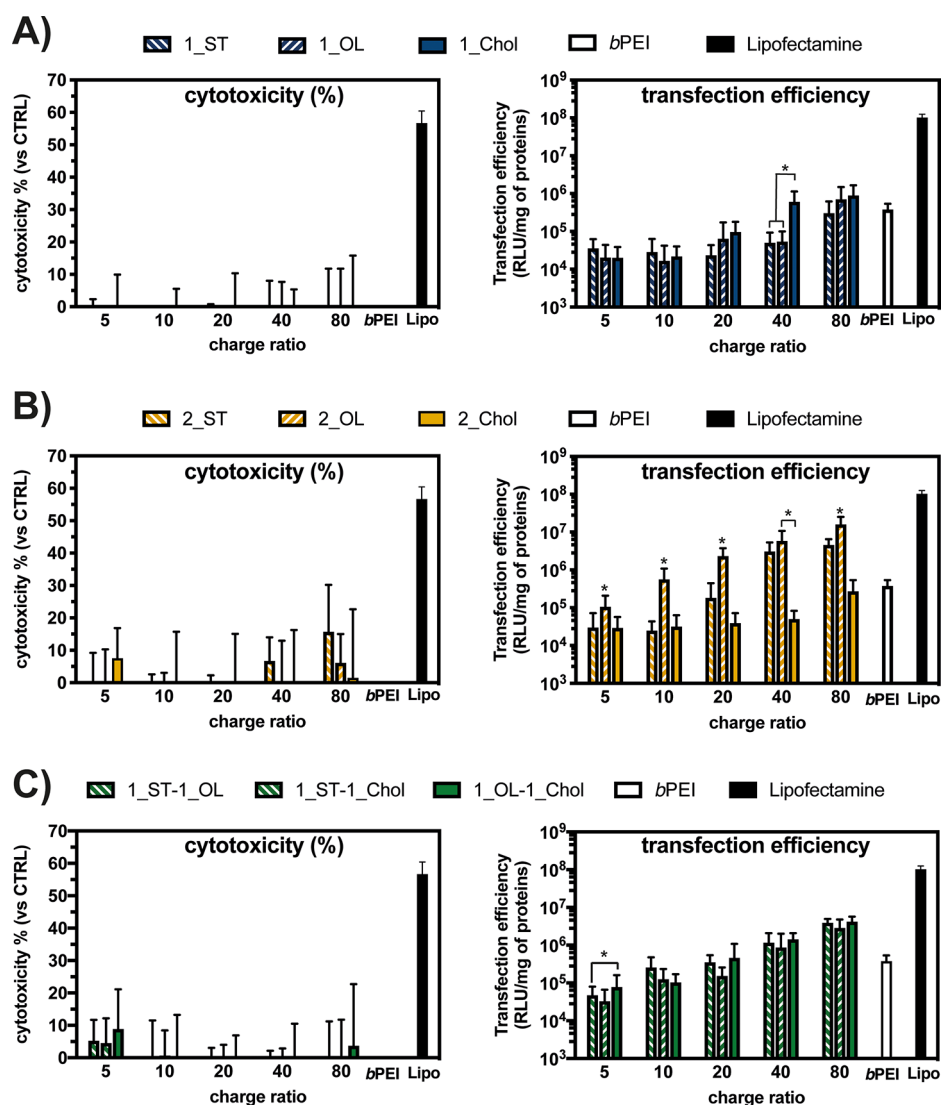 A)
1_ST 1_OL 1_Chol bPEI Lipofectamine
cytotoxicity (%)
cytotoxicity % (vs CTRL)
70
60
50
40
30
20
10
0
5 10 20 40 80 bPEI Lipo
charge ratio
transfection efficiency
Transfection efficiency
(RLU/mg of proteins)
10⁹
10⁸
10⁷
10⁶
10⁵
10⁴
10³
*
5 10 20 40 80 bPEI Lipo
charge ratio
B)
2_ST 2_OL 2_Chol bPEI Lipofectamine
cytotoxicity (%)
cytotoxicity % (vs CTRL)
70
60
50
40
30
20
10
0
5 10 20 40 80 bPEI Lipo
charge ratio
transfection efficiency
Transfection efficiency
(RLU/mg of proteins)
10⁹
10⁸
10⁷
10⁶
10⁵
10⁴
10³
* * * * *
5 10 20 40 80 bPEI Lipo
charge ratio
C)
1_ST-1_OL 1_ST-1_Chol 1_OL-1_Chol bPEI Lipofectamine
cytotoxicity (%)
cytotoxicity % (vs CTRL)
70
60
50
40
30
20
10
0
5 10 20 40 80 bPEI Lipo
charge ratio
transfection efficiency
Transfection efficiency
(RLU/mg of proteins)
10⁹
10⁸
10⁷
10⁶
10⁵
10⁴
10³
*
5 10 20 40 80 bPEI Lipo
charge ratio